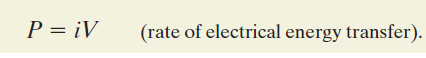 P = iV (rate of electrical energy transfer).